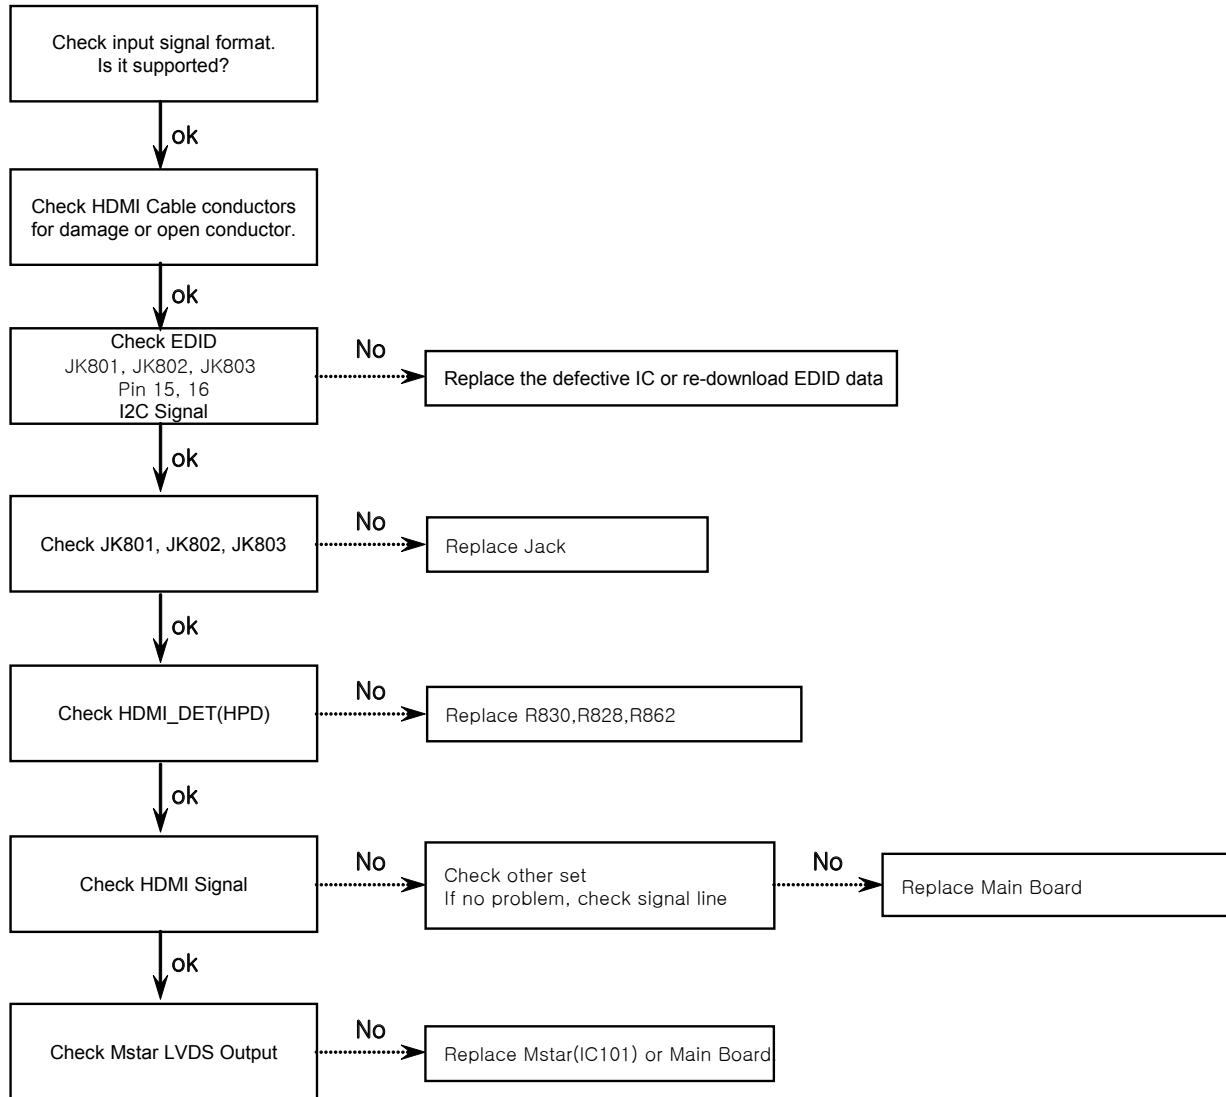 Check input signal format.
Is it supported?
ok
Check HDMI Cable conductors
for damage or open conductor.
ok
Check EDID
JK801, JK802, JK803
Pin 15, 16
I2C Signal
No
Replace the defective IC or re-download EDID data
ok
Check JK801, JK802, JK803
No
Replace Jack
ok
Check HDMI_DET(HPD)
No
Replace R830,R828,R862
ok
Check HDMI Signal
No
Check other set
If no problem, check signal line
No
Replace Main Board
ok
Check Mstar LVDS Output
No
Replace Mstar(IC101) or Main Board.